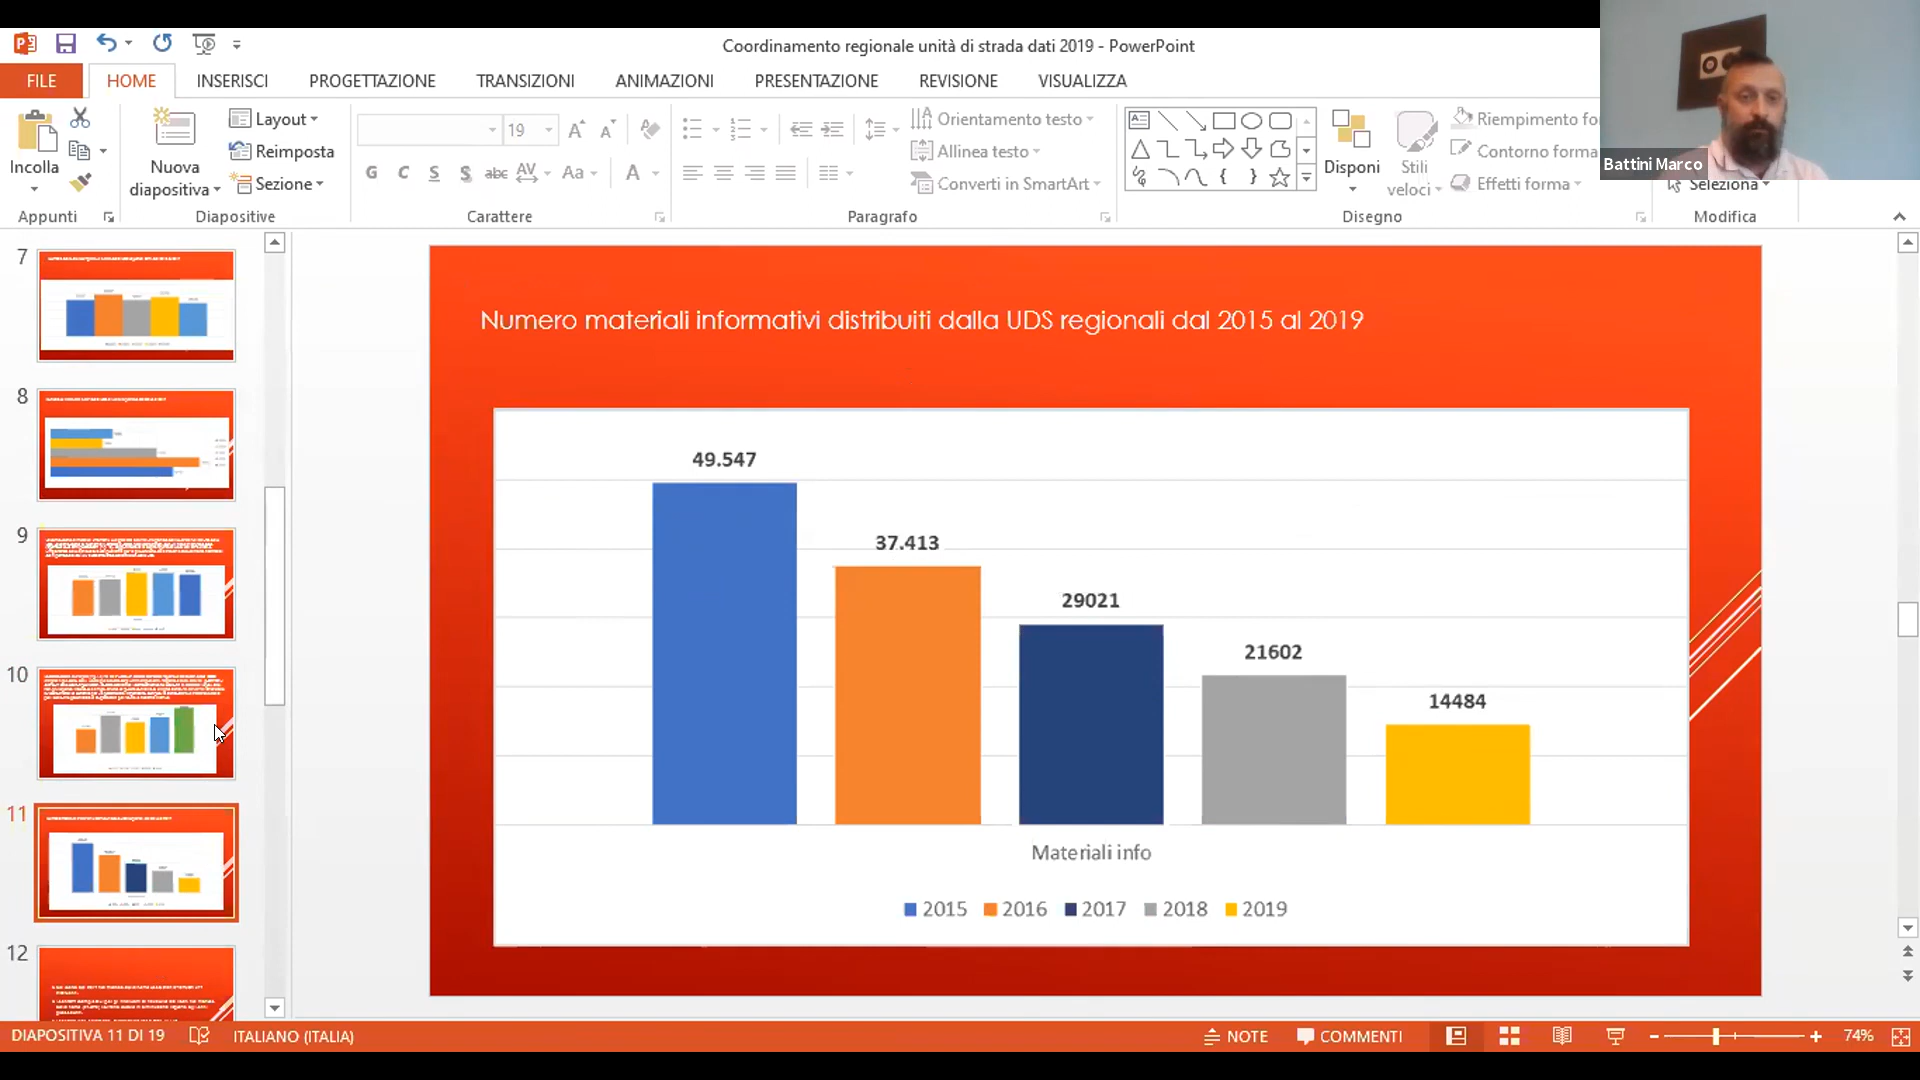 Coordinamento regionale unità di strada dati 2019 - PowerPoint
FILE HOME INSERISCI PROGETTAZIONE TRANSIZIONI ANIMAZIONI PRESENTAZIONE REVISIONE VISUALIZZA
Incolla
Appunti
Nuova diapositiva
Layout
Reimposta
Sezione
Diapositive
19
G C S S abc AV Aa A
Carattere
Orientamento testo
Allinea testo
Converti in SmartArt
Paragrafo
Disponi
Stili veloci
Riempimento fo
Contorno forma
Effetti forma
Disegno
Seleziona
Modifica
Battini Marco
7
8
9
10
11
12
Numero materiali informativi distribuiti dalla UDS regionali dal 2015 al 2019
49.547
37.413
29021
21602
14484
Materiali info
2015 2016 2017 2018 2019
DIAPOSITIVA 11 DI 19 ITALIANO (ITALIA) NOTE COMMENTI 74%